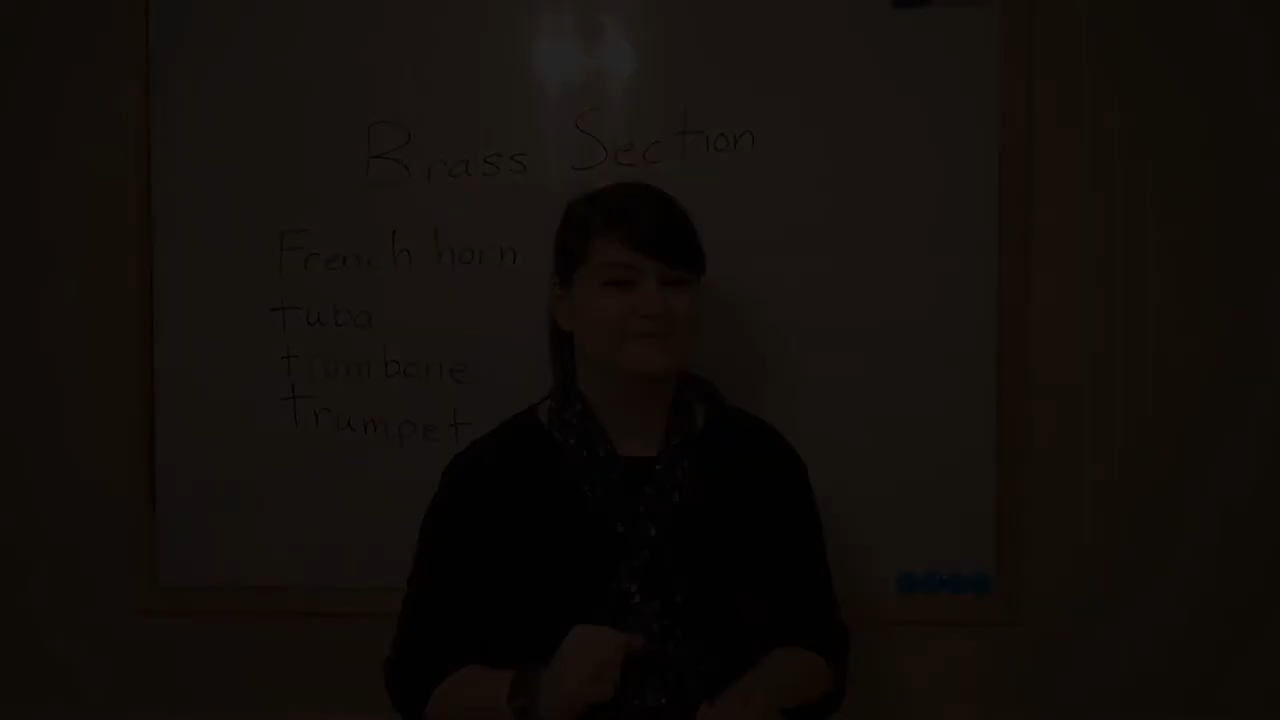 Brass Section
French horn
tuba
trombone
trumpet